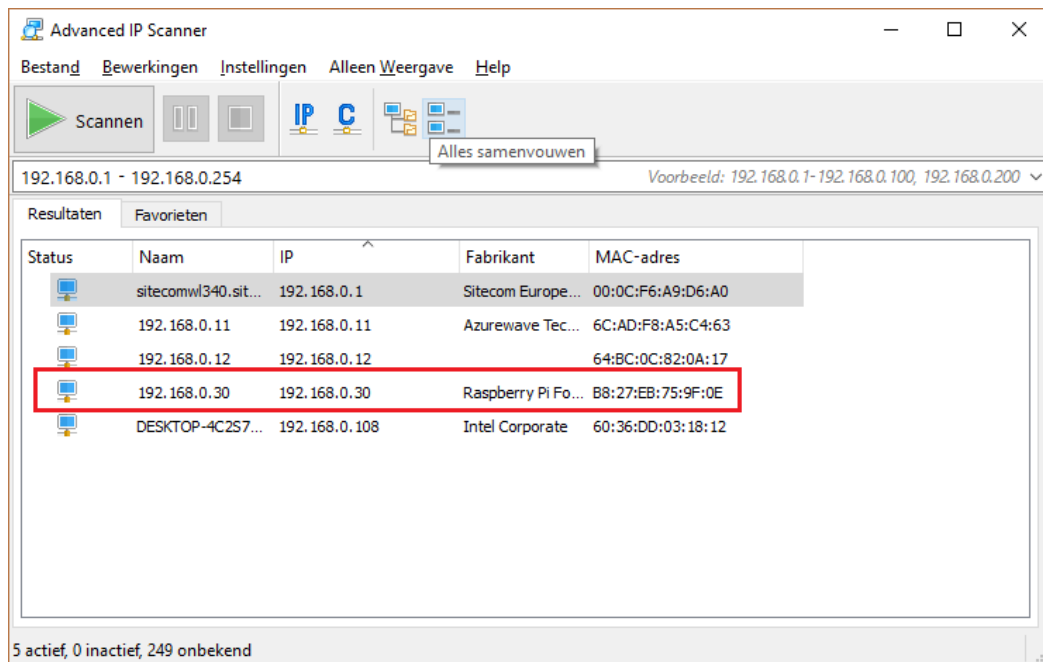 Advanced IP Scanner
Bestand Bewerkingen Instellingen Alleen Weergave Help
Scannen IP C
Alles samenvouwen
192.168.0.1 - 192.168.0.254 Voorbeeld: 192.168.0.1-192.168.0.100, 192.168.0.200
Resultaten Favorieten
Status Naam IP Fabrikant MAC-adres
sitecomwl340.sit... 192.168.0.1 Sitecom Europe... 00:0C:F6:A9:D6:A0
192.168.0.11 192.168.0.11 Azurewave Tec... 6C:AD:F8:A5:C4:63
192.168.0.12 192.168.0.12 64:BC:0C:82:0A:17
192.168.0.30 192.168.0.30 Raspberry Pi Fo... B8:27:EB:75:9F:0E
DESKTOP-4C2S7... 192.168.0.108 Intel Corporate 60:36:DD:03:18:12
5 actief, 0 inactief, 249 onbekend